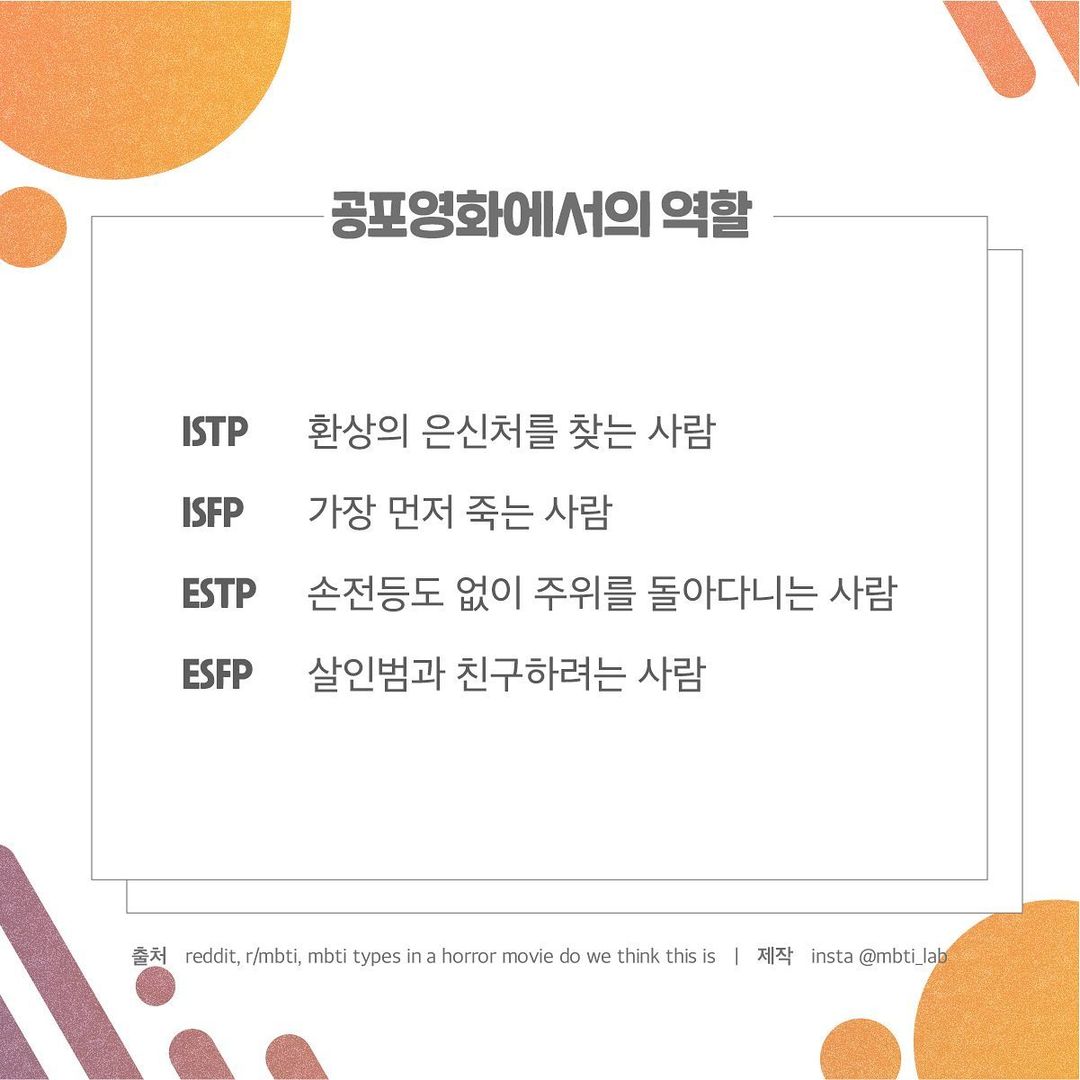 공포영화에서의 역할
ISTP 환상의 은신처를 찾는 사람
ISFP 가장 먼저 죽는 사람
ESTP 손전등도 없이 주위를 돌아다니는 사람
ESFP 살인범과 친구하려는 사람
출처 reddit, r/mbti, mbti types in a horror movie do we think this is | 제작 insta @mbti_lab